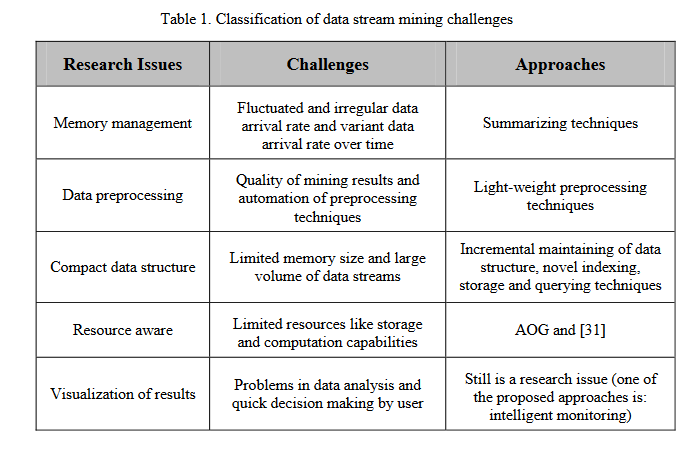 Table 1. Classification of data stream mining challenges
Research Issues
Challenges
Approaches
Memory management
Fluctuated and irregular data
arrival rate and variant data
arrival rate over time
Summarizing techniques
Data preprocessing
Quality of mining results and
automation of preprocessing
techniques
Light-weight preprocessing
techniques
Compact data structure
Limited memory size and large
volume of data streams
Incremental maintaining of data
structure, novel indexing,
storage and querying techniques
Resource aware
Limited resources like storage
and computation capabilities
AOG and [31]
Visualization of results
Problems in data analysis and
quick decision making by user
Still is a research issue (one of
the proposed approaches is:
intelligent monitoring)